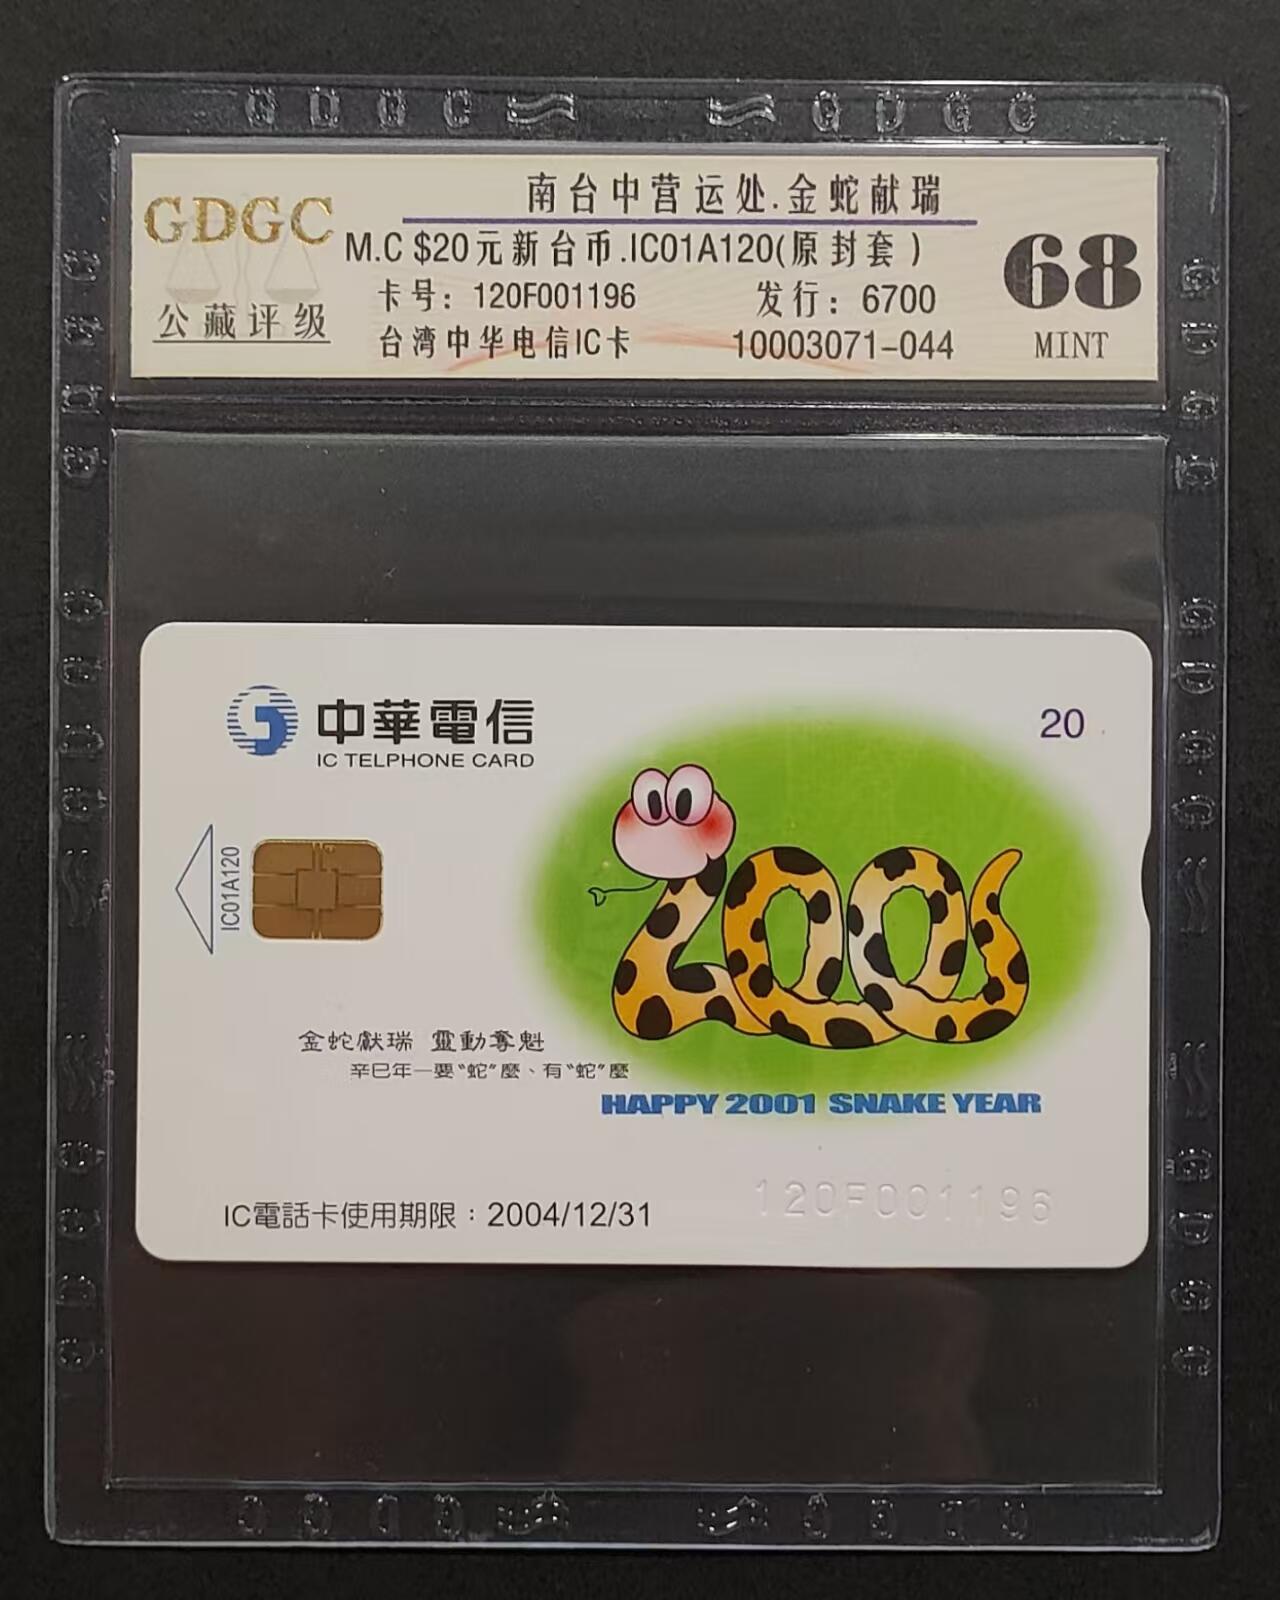 GDGC GDGC
GDGC
公藏评级
南台中营运处.金蛇献瑞
M.C $20元新台币.IC01A120(原封套)
卡号：120F001196 发行：6700
台湾中华电信IC卡 10003071-044
68
MINT
中華電信
IC TELPHONE CARD
20
IC01A120
金蛇獻瑞 靈動奪魁
辛巳年—要“蛇”麼、有“蛇”麼
HAPPY 2001 SNAKE YEAR
120F001196
IC電話卡使用期限：2004/12/31